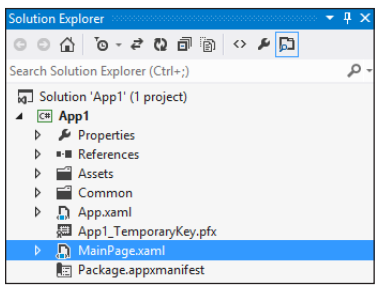 Solution Explorer
Search Solution Explorer (Ctrl+;)
Solution 'App1' (1 project)
C# App1
Properties
References
Assets
Common
App.xaml
App1_TemporaryKey.pfx
MainPage.xaml
Package.appxmanifest